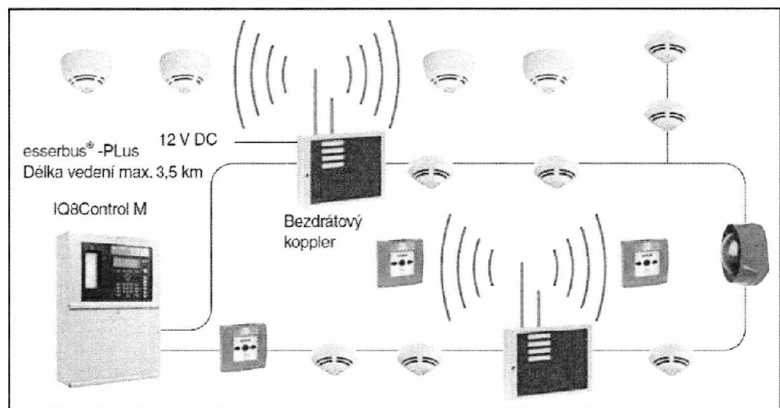 12 V DC
esserbus® -PLus
Délka vedení max. 3,5 km
IQ8Control M
Bezdrátový
koppler